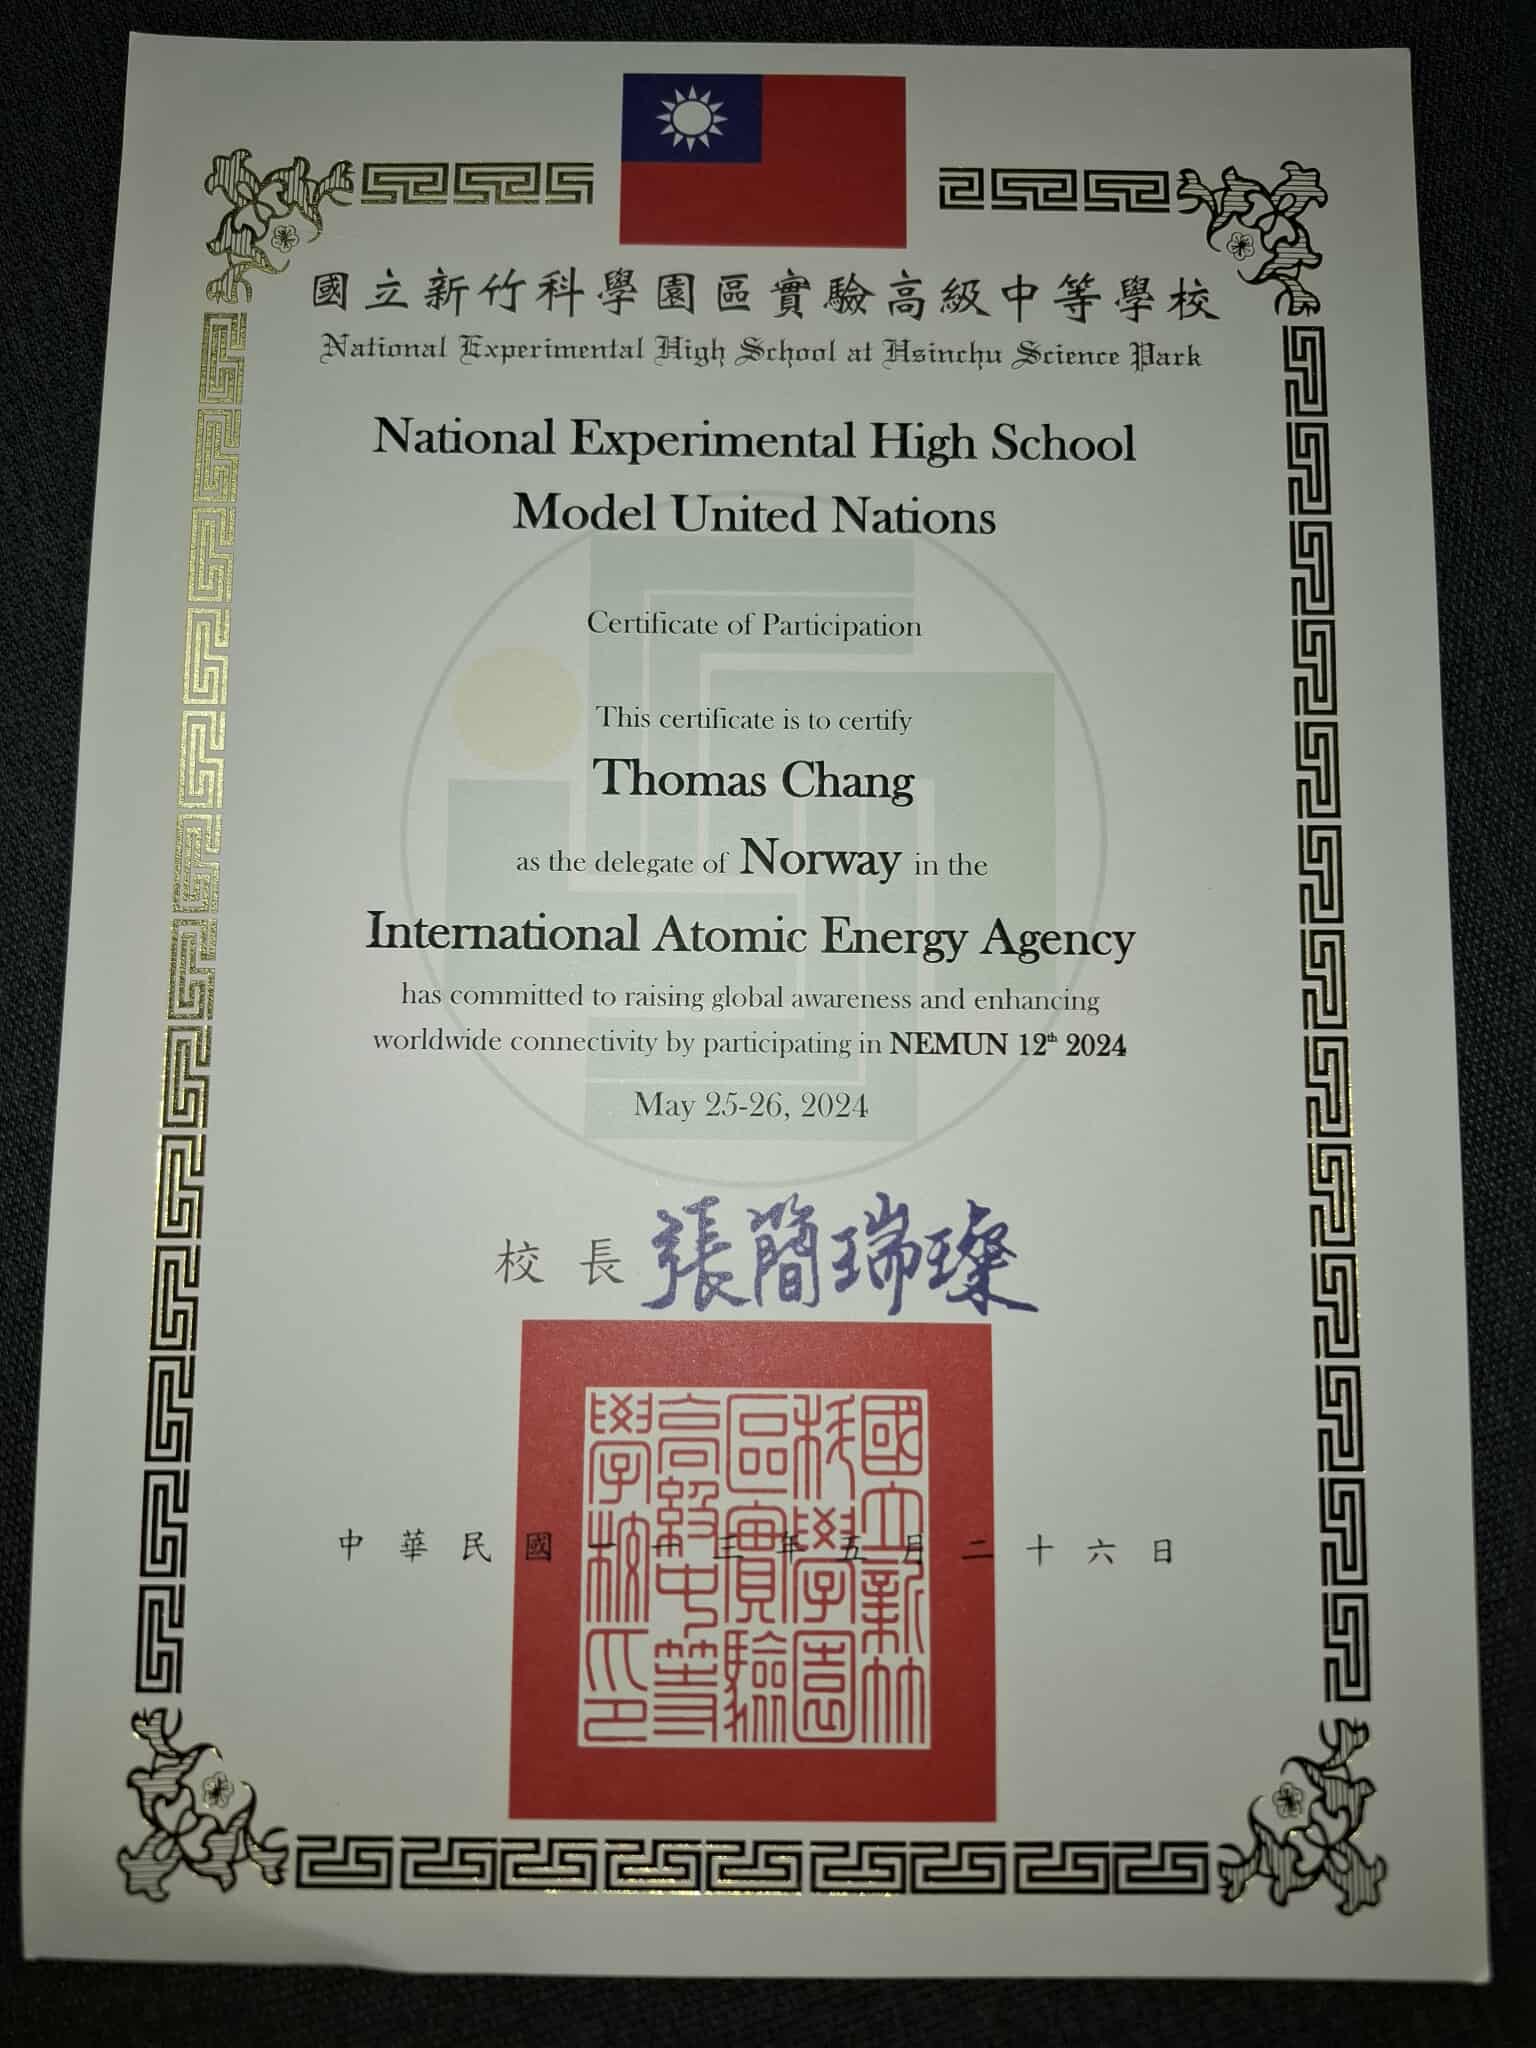 國立新竹科學園區實驗高級中等學校
National Experimental High School at Hsinchu Science Park
National Experimental High School
Model United Nations
Certificate of Participation
This certificate is to certify
Thomas Chang
as the delegate of Norway in the
International Atomic Energy Agency
has committed to raising global awareness and enhancing
worldwide connectivity by participating in NEMUN 12th 2024
May 25-26, 2024
校長 張簡瑞璨
國立新竹
科學園
區實驗
高級中等
學校印
中華民國一一三年五月二十六日